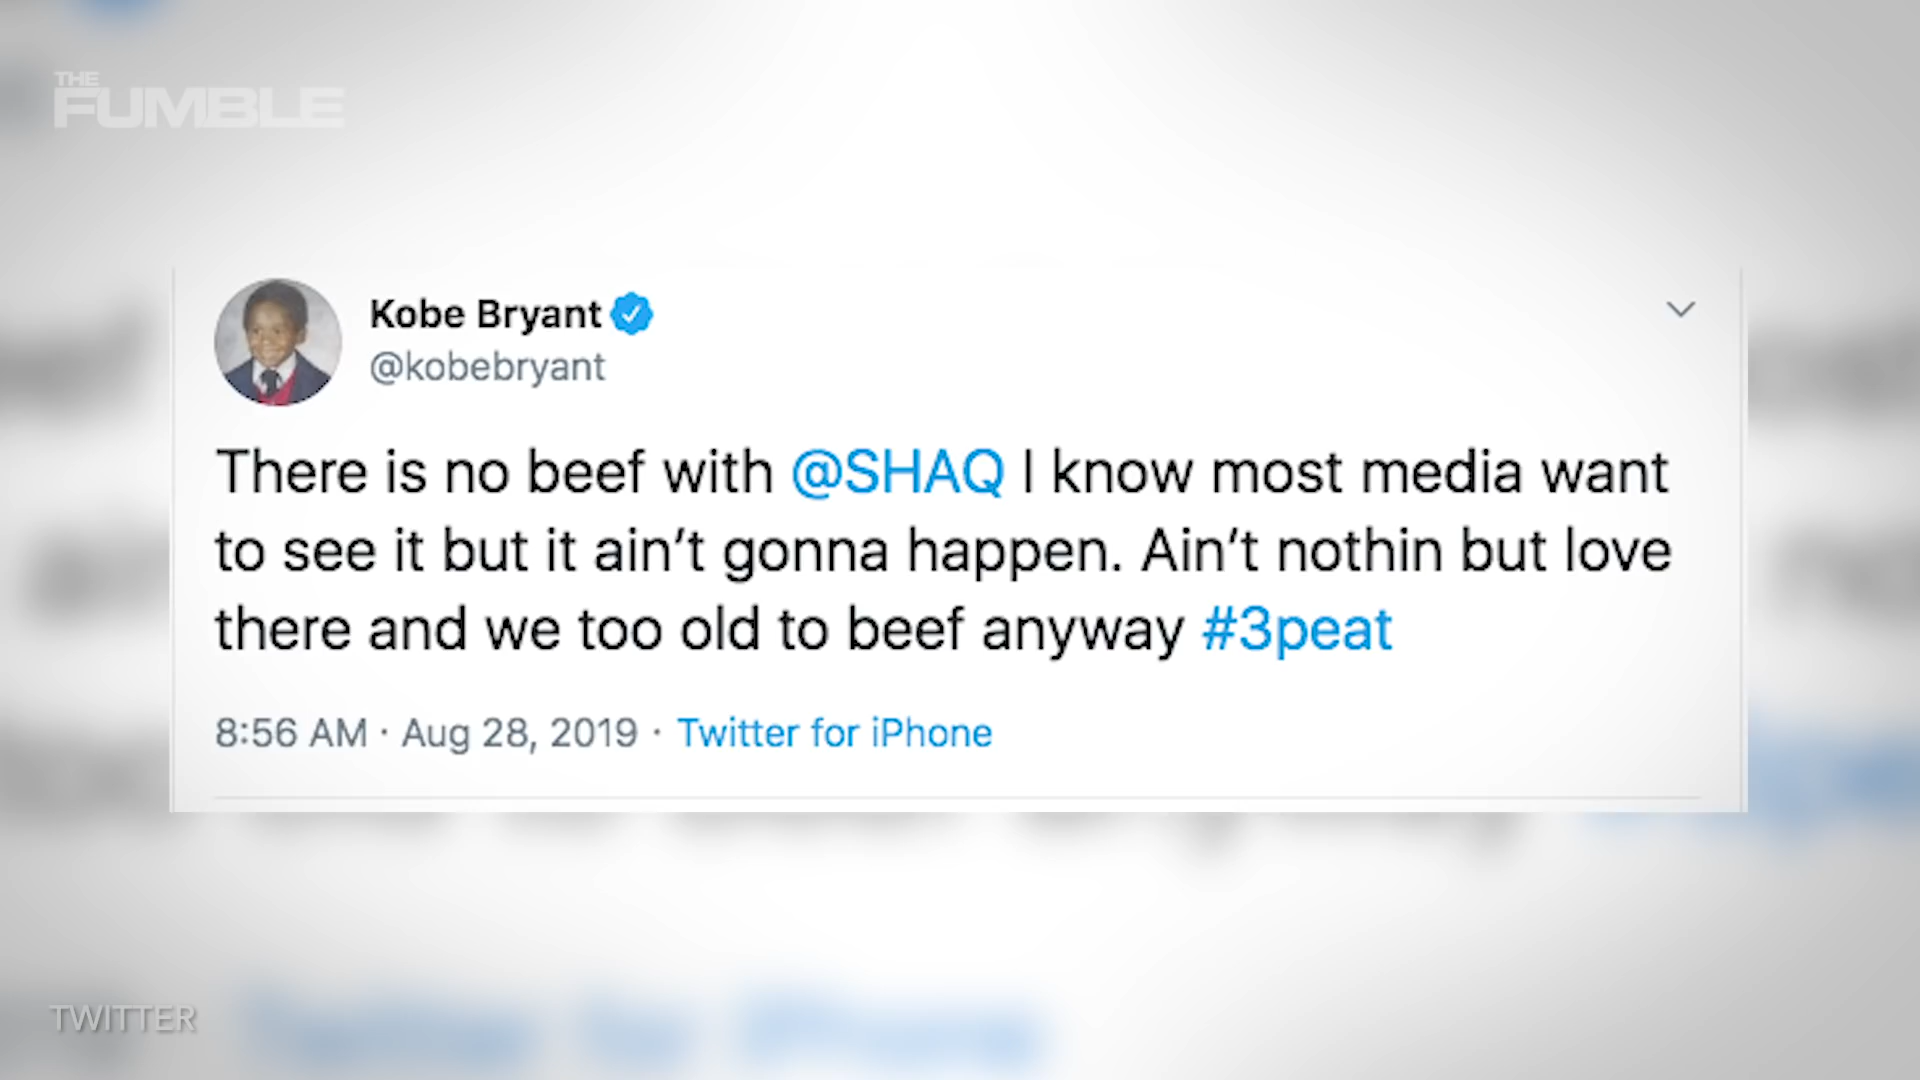 THE
FUMBLE
Kobe Bryant
@kobebryant
There is no beef with @SHAQ I know most media want
to see it but it ain’t gonna happen. Ain’t nothin but love
there and we too old to beef anyway #3peat
8:56 AM · Aug 28, 2019 · Twitter for iPhone
TWITTER